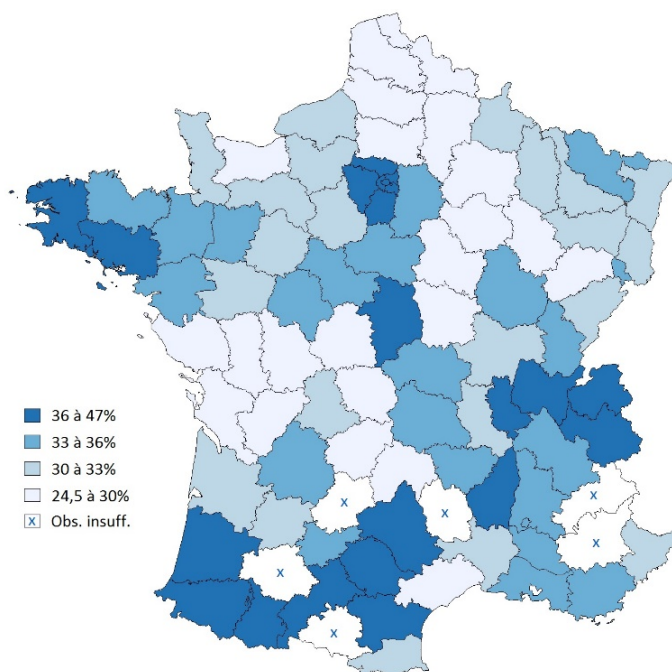 36 à 47%
33 à 36%
30 à 33%
24,5 à 30%
x Obs. insuff.
x
x
x
x
x
x